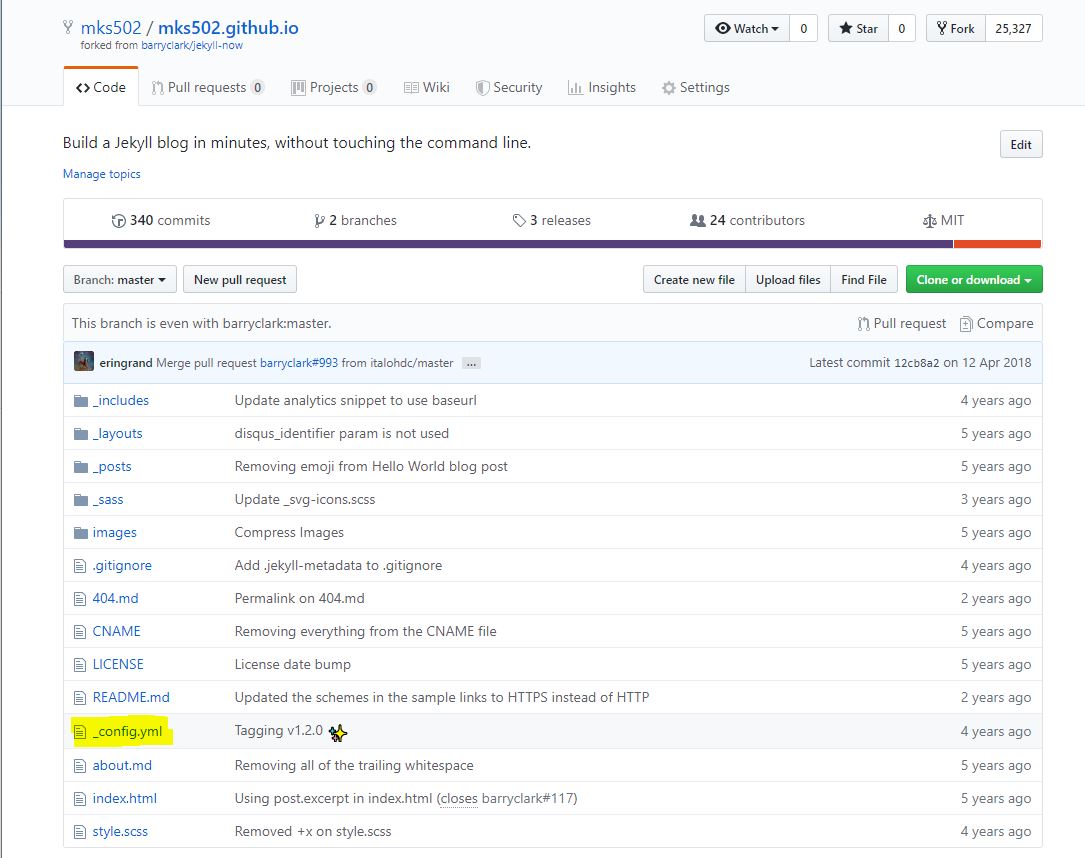 mks502 / mks502.github.io
forked from barryclark/jekyll-now
Watch 0 Star 0 Fork 25,327
Code Pull requests 0 Projects 0 Wiki Security Insights Settings
Build a Jekyll blog in minutes, without touching the command line.
Edit
Manage topics
340 commits 2 branches 3 releases 24 contributors MIT
Branch: master New pull request Create new file Upload files Find File Clone or download
This branch is even with barryclark:master. Pull request Compare
eringrand Merge pull request barryclark#993 from italohdc/master ... Latest commit 12cb8a2 on 12 Apr 2018
_includes Update analytics snippet to use baseurl 4 years ago
_layouts disqus_identifier param is not used 5 years ago
_posts Removing emoji from Hello World blog post 5 years ago
_sass Update _svg-icons.scss 3 years ago
images Compress Images 5 years ago
.gitignore Add .jekyll-metadata to .gitignore 4 years ago
404.md Permalink on 404.md 2 years ago
CNAME Removing everything from the CNAME file 5 years ago
LICENSE License date bump 5 years ago
README.md Updated the schemes in the sample links to HTTPS instead of HTTP 2 years ago
_config.yml Tagging v1.2.0 ✨ 4 years ago
about.md Removing all of the trailing whitespace 5 years ago
index.html Using post.excerpt in index.html (closes barryclark#117) 5 years ago
style.scss Removed +x on style.scss 4 years ago